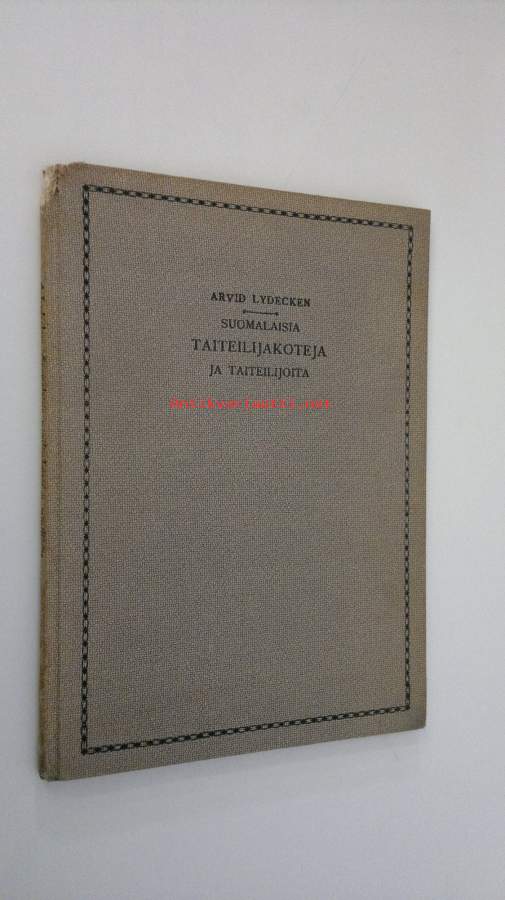 ARVID LYDECKEN
SUOMALAISIA
TAITEILIJAKOTEJA
JA TAITEILIJOITA
antikvariaatti.net